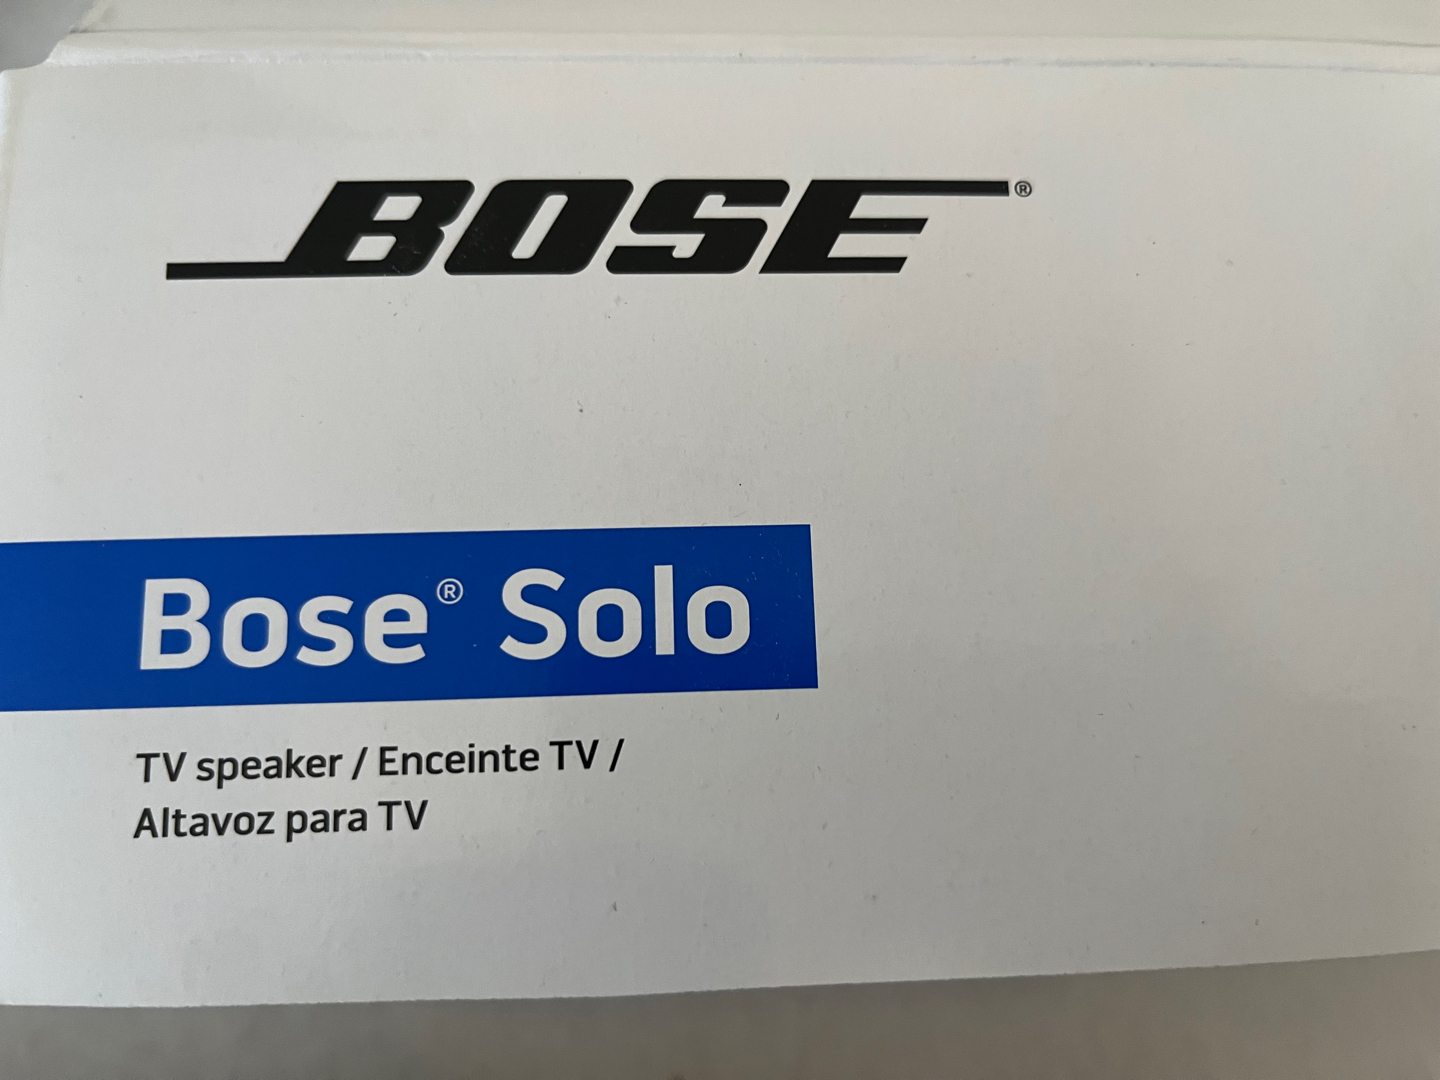 BOSE®
Bose® Solo
TV speaker / Enceinte TV /
Altavoz para TV